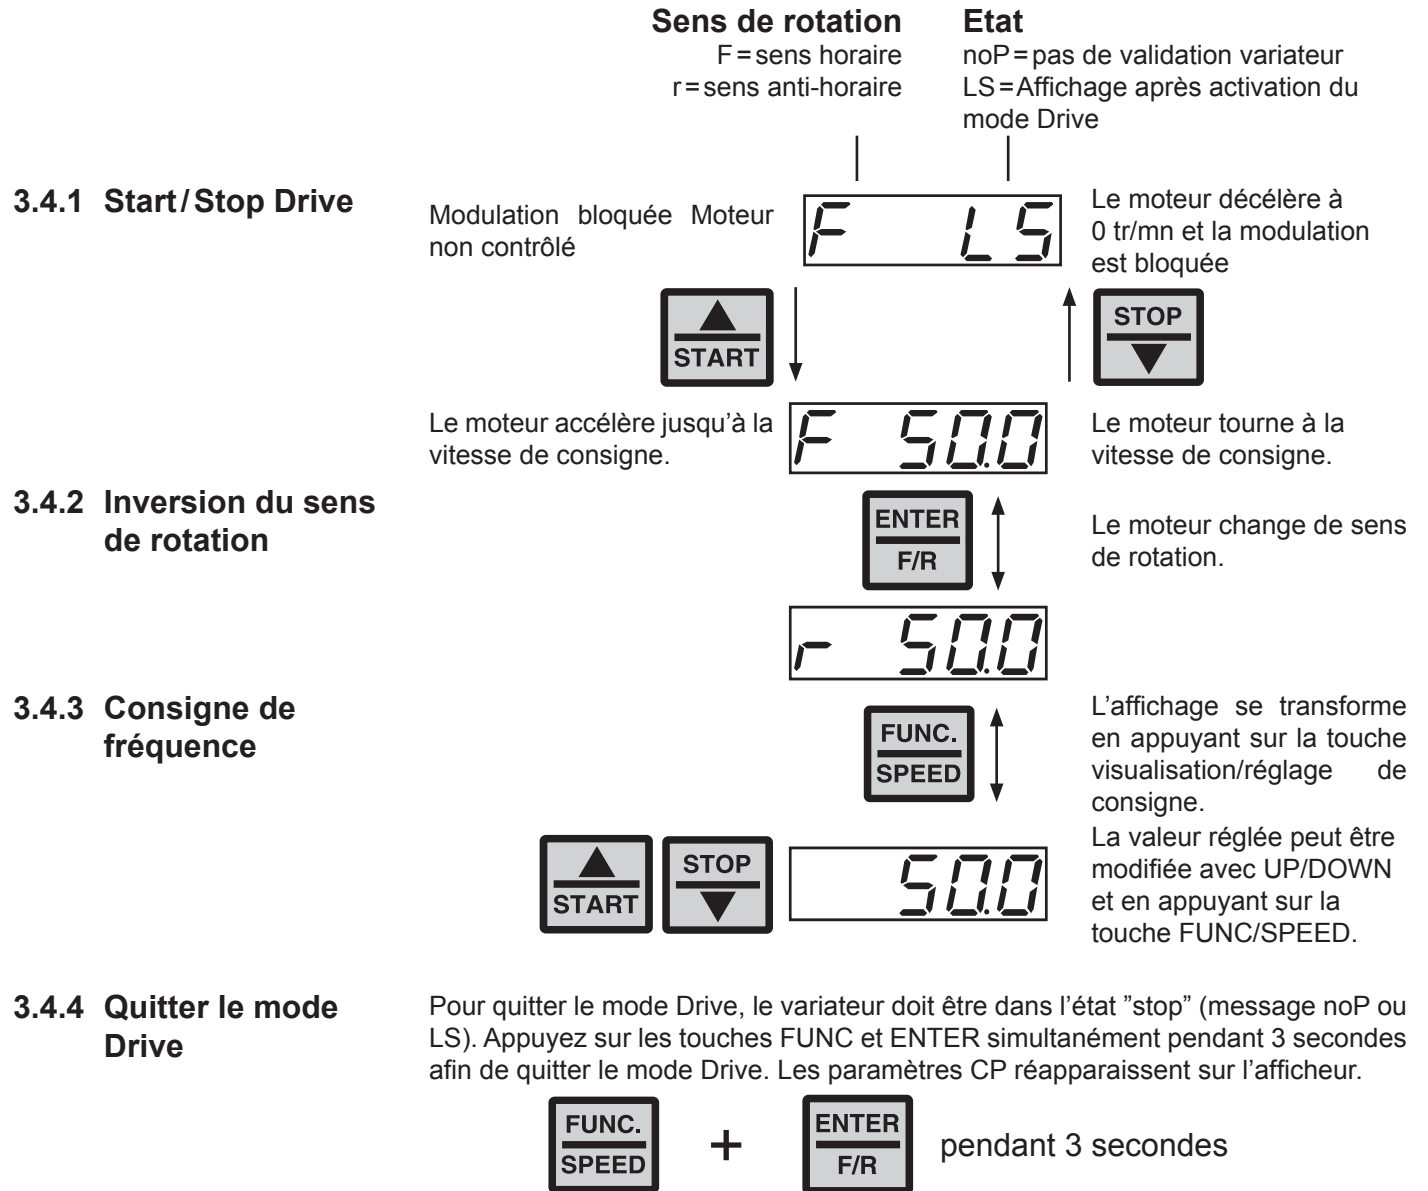 Sens de rotation
F=sens horaire
r=sens anti-horaire
Etat
noP=pas de validation variateur
LS=Affichage après activation du
mode Drive
3.4.1 Start/Stop Drive
Modulation bloquée Moteur
non contrôlé
F LS
Le moteur décélère à
0 tr/mn et la modulation
est bloquée
START
STOP
Le moteur accélère jusqu’à la
vitesse de consigne.
F 50.0
Le moteur tourne à la
vitesse de consigne.
3.4.2 Inversion du sens
de rotation
ENTER
F/R
Le moteur change de sens
de rotation.
r 50.0
3.4.3 Consigne de
fréquence
FUNC.
SPEED
L’affichage se transforme
en appuyant sur la touche
visualisation/réglage de
consigne.
START
STOP
50.0
La valeur réglée peut être
modifiée avec UP/DOWN
et en appuyant sur la
touche FUNC/SPEED.
3.4.4 Quitter le mode
Drive
Pour quitter le mode Drive, le variateur doit être dans l’état ”stop” (message noP ou
LS). Appuyez sur les touches FUNC et ENTER simultanément pendant 3 secondes
afin de quitter le mode Drive. Les paramètres CP réapparaissent sur l’afficheur.
FUNC.
SPEED
+
ENTER
F/R
pendant 3 secondes